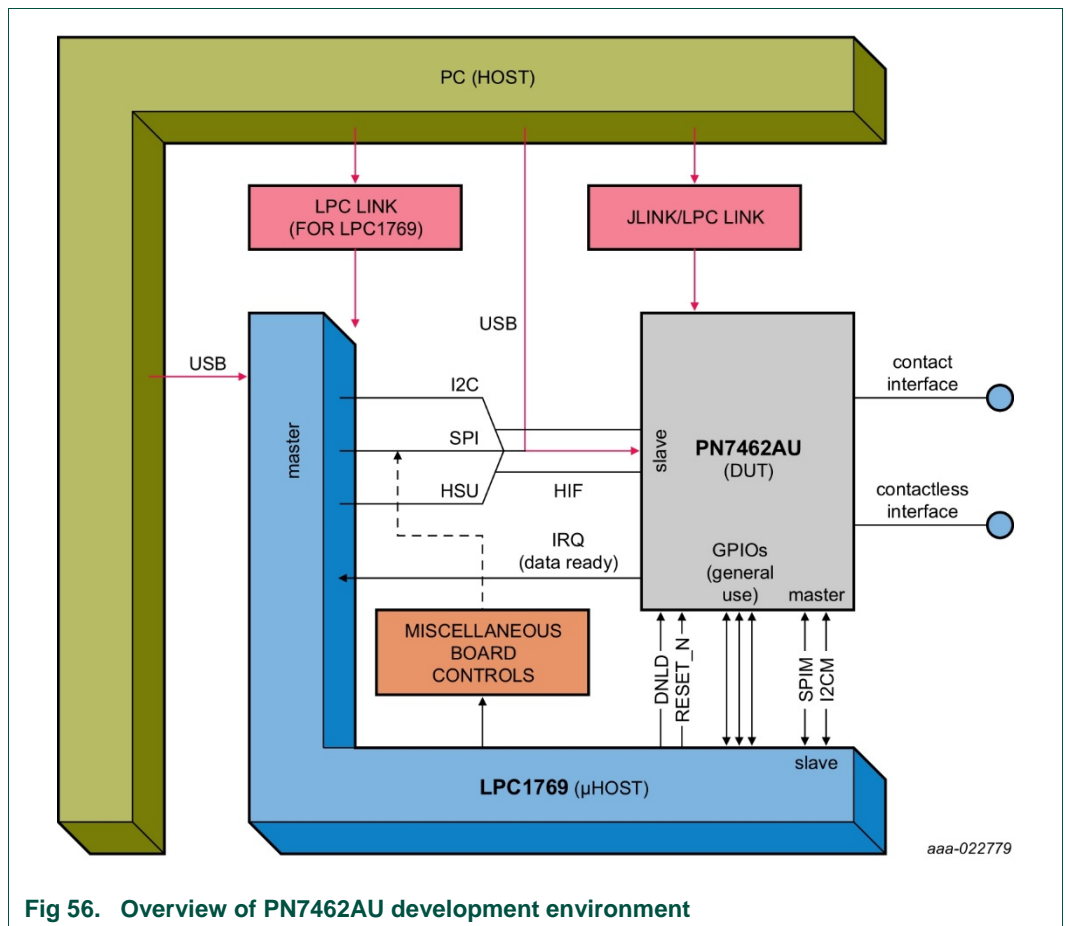 PC (HOST)
LPC LINK
(FOR LPC1769)
JLINK/LPC LINK
USB
USB
I2C
SPI
HSU
HIF
master
slave
PN7462AU
(DUT)
contact
interface
contactless
interface
IRQ
(data ready)
GPIOs
(general
use)
master
MISCELLANEOUS
BOARD
CONTROLS
DNLD
RESET_N
SPIM
I2CM
slave
LPC1769 (µHOST)
aaa-022779
Fig 56. Overview of PN7462AU development environment